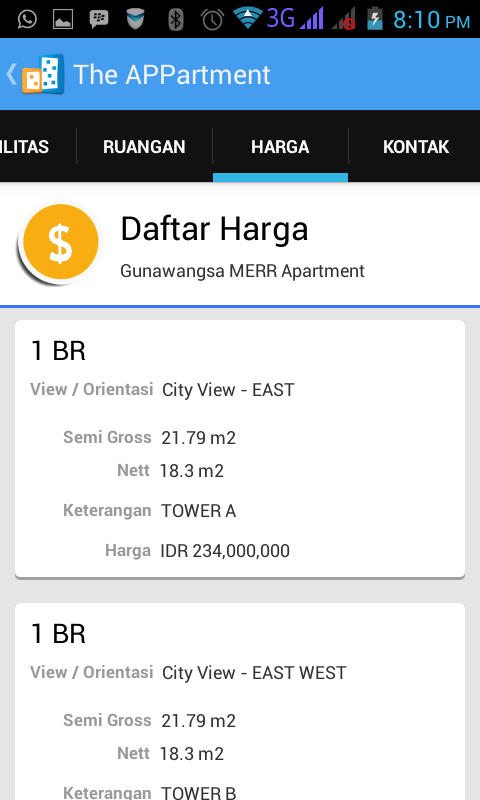 3G 8:10 PM
The APPartment
ILITAS RUANGAN HARGA KONTAK
$
Daftar Harga
Gunawangsa MERR Apartment
1 BR
View / Orientasi City View - EAST
Semi Gross 21.79 m2
Nett 18.3 m2
Keterangan TOWER A
Harga IDR 234,000,000
1 BR
View / Orientasi City View - EAST WEST
Semi Gross 21.79 m2
Nett 18.3 m2
Keterangan TOWER B